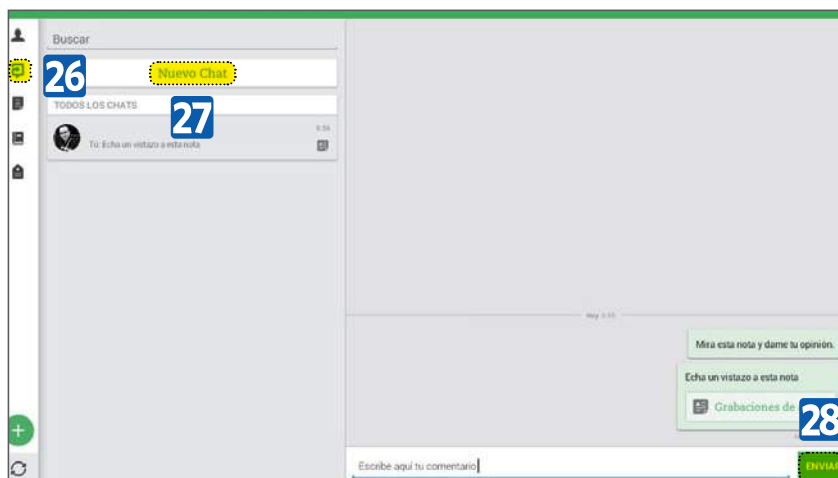 Buscar
26
Nuevo Chat
27
TODOS LOS CHATS
Tú: Echa un vistazo a esta nota
Mira esta nota y dame tu opinión.
Echa un vistazo a esta nota
Grabaciones de
28
Escribe aquí tu comentario
ENVIAR